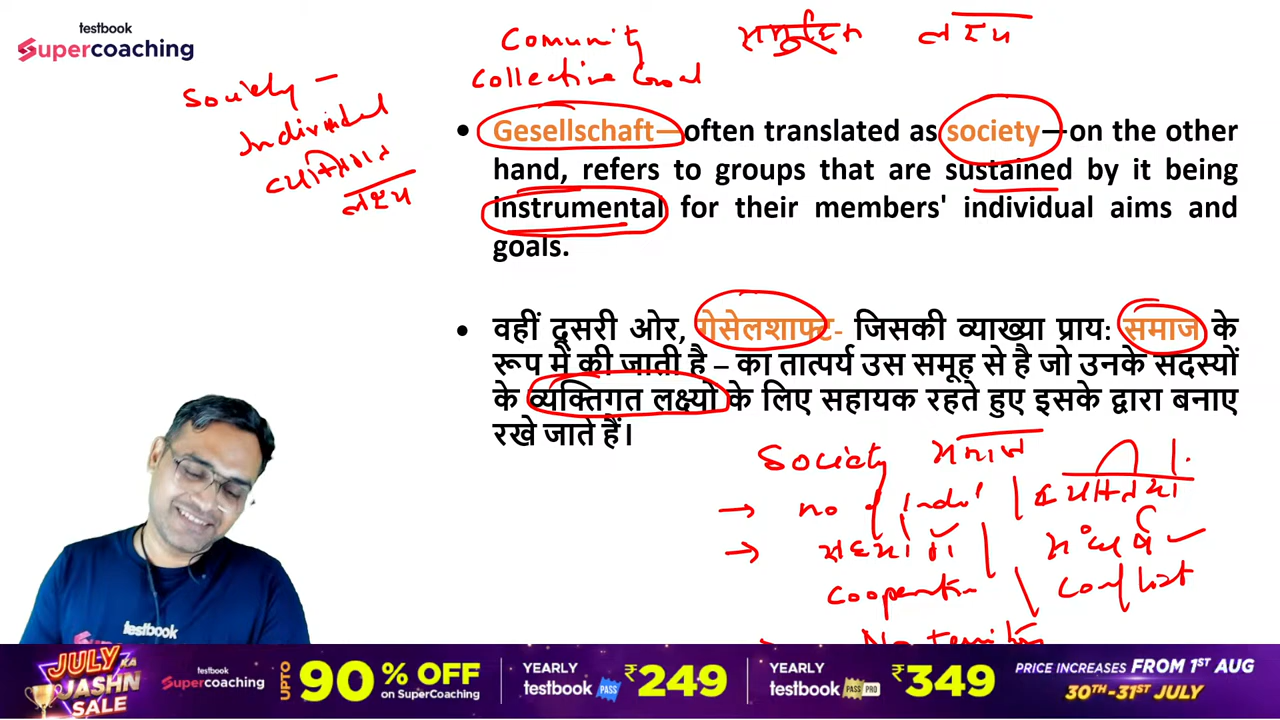 testbook
Supercoaching
Comunity समुदाय लक्ष्य
Collective Goal
Society –
Individual
व्यक्तिगत
लक्ष्य
• Gesellschaft—often translated as society—on the other
hand, refers to groups that are sustained by it being
instrumental for their members' individual aims and
goals.
• वहीं दूसरी ओर, गेसेलशाफ्ट- जिसकी व्याख्या प्राय: समाज के
रूप में की जाती है – का तात्पर्य उस समूह से है जो उनके सदस्यों
के व्यक्तिगत लक्ष्यों के लिए सहायक रहते हुए इसके द्वारा बनाए
रखे जाते हैं।
Society समाज
→ no of
→ संघर्ष
Conflict
testbook
JULY
KA
JASHN
SALE
testbook
Supercoaching
UPTO
90% OFF
on SuperCoaching
YEARLY
testbook PASS
₹249
YEARLY
testbook PASS PRO
₹349
PRICE INCREASES FROM 1ST AUG
30TH-31ST JULY